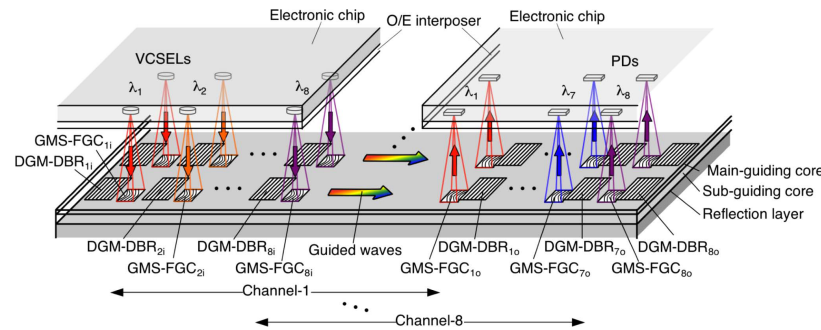 Electronic chip
Electronic chip
O/E interposer
VCSELs
PDs
λ1
λ2
λ8
λ1
λ7
λ8
GMS-FGC1i
DGM-DBR1i
Main-guiding core
Sub-guiding core
Reflection layer
DGM-DBR2i
DGM-DBR8i
Guided waves
DGM-DBR1o
DGM-DBR7o
DGM-DBR8o
GMS-FGC2i
GMS-FGC8i
GMS-FGC1o
GMS-FGC7o
GMS-FGC8o
Channel-1
Channel-8